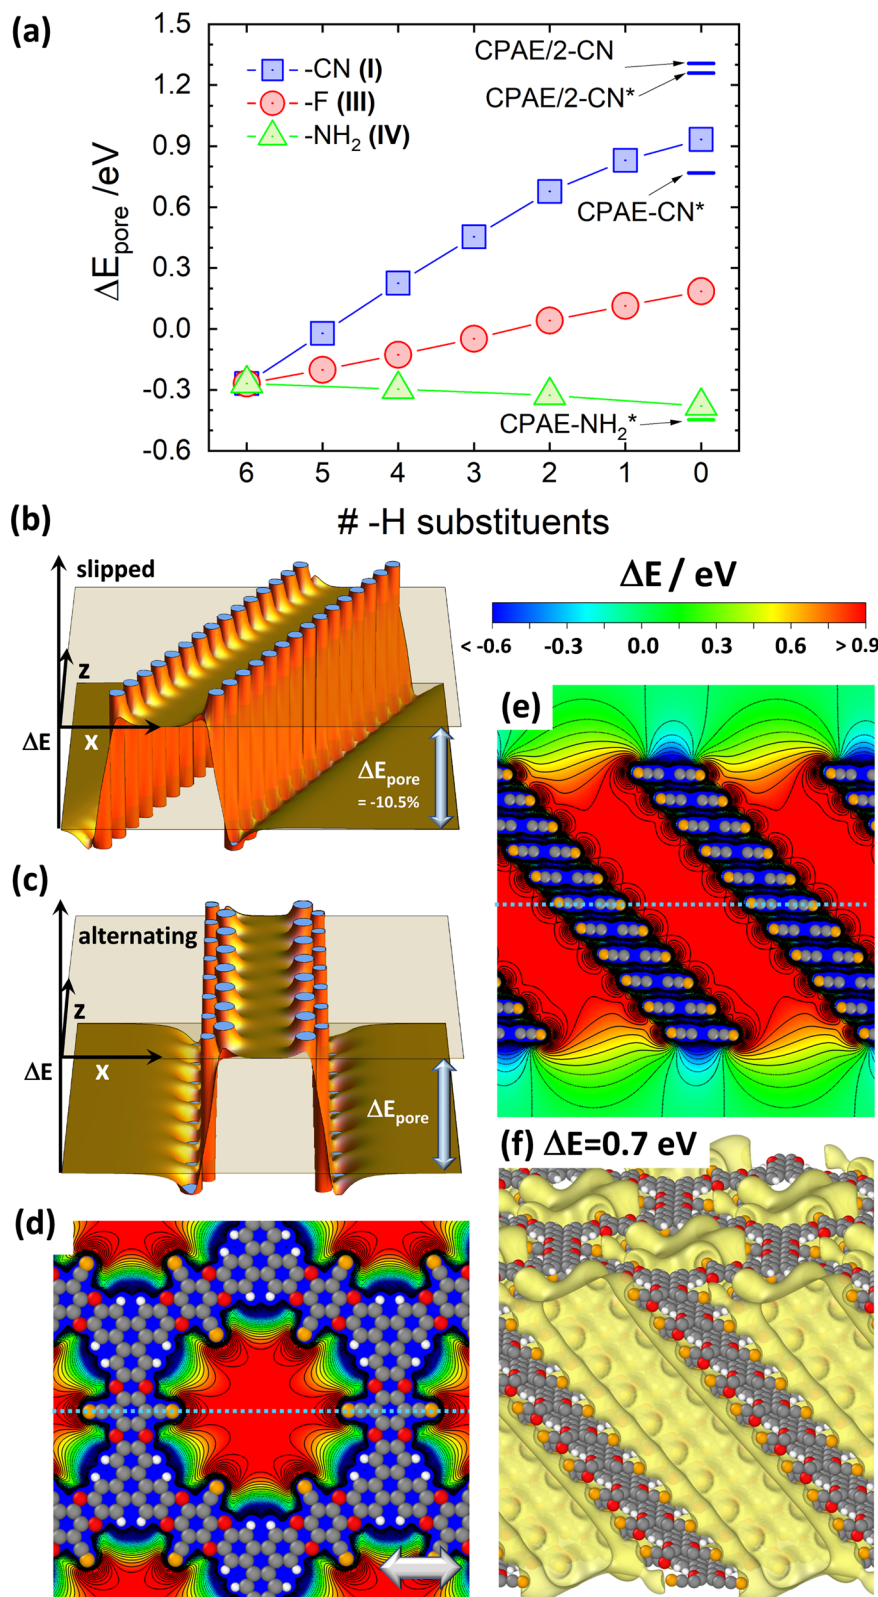 (a)
1.5
1.2
0.9
0.6
0.3
0.0
-0.3
-0.6
ΔE_pore /eV
-CN (I)
-F (III)
-NH₂ (IV)
CPAE/2-CN
CPAE/2-CN*
CPAE-CN*
CPAE-NH₂*
6 5 4 3 2 1 0
# -H substituents
(b)
slipped
z
x
ΔE
ΔE_pore
= -10.5%
ΔE / eV
< -0.6 -0.3 0.0 0.3 0.6 > 0.9
(c)
alternating
z
x
ΔE
ΔE_pore
(e)
(d)
(f) ΔE=0.7 eV